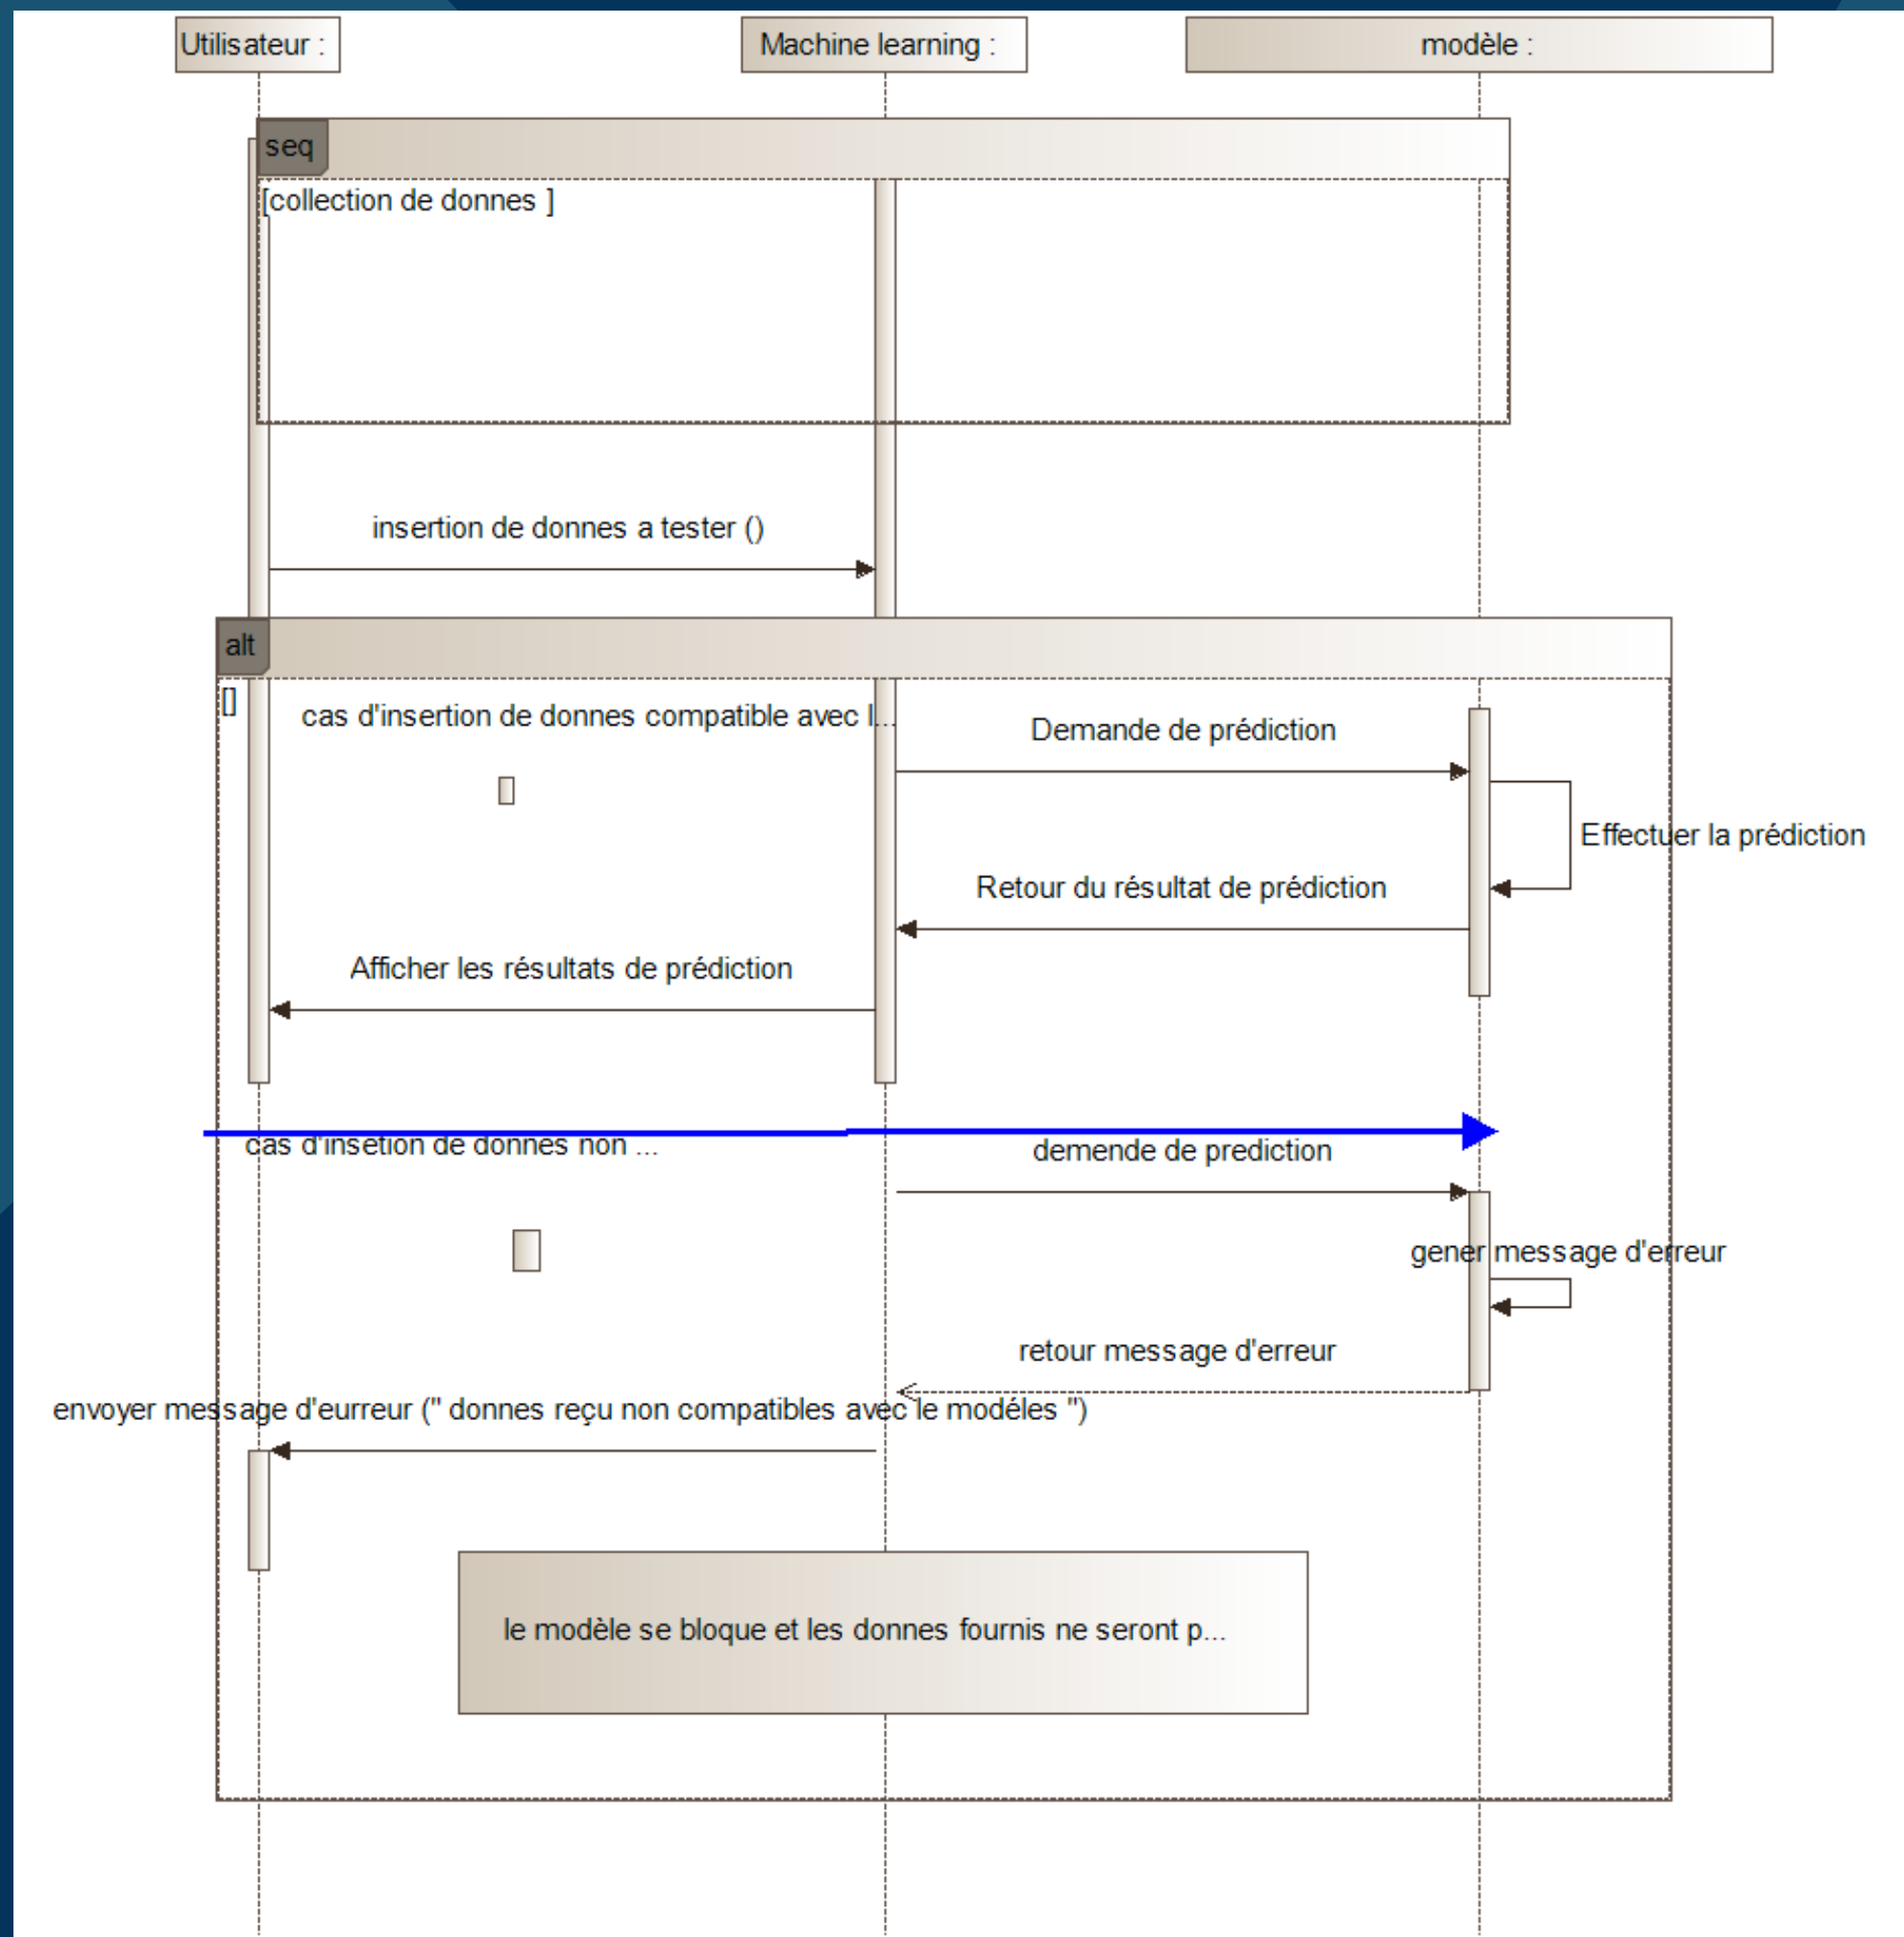 Utilisateur :
Machine learning :
modèle :
seq
[collection de donnes ]
insertion de donnes a tester ()
alt
[]
cas d'insertion de donnes compatible avec l...
Demande de prédiction
Effectuer la prédiction
Retour du résultat de prédiction
Afficher les résultats de prédiction
cas d'insetion de donnes non ...
demende de prediction
gener message d'erreur
retour message d'erreur
envoyer message d'eurreur (" donnes reçu non compatibles avec le modéles ")
le modèle se bloque et les donnes fournis ne seront p...